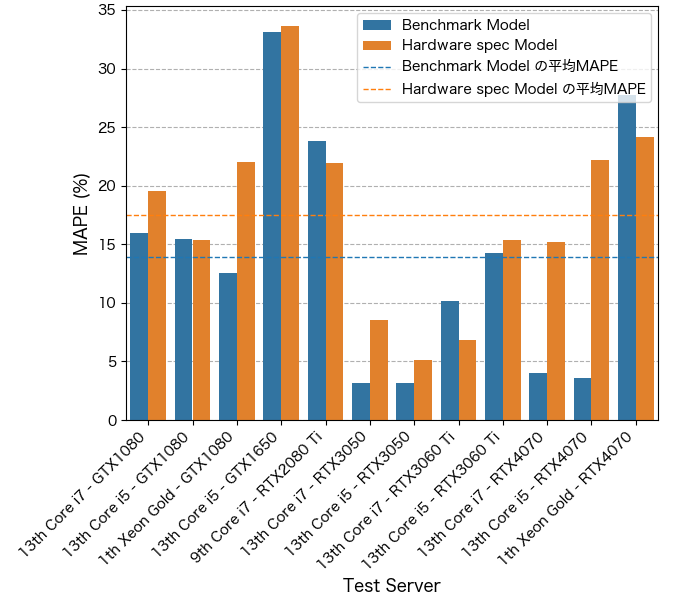 35
30
25
20
15
10
5
0
MAPE (%)
Benchmark Model
Hardware spec Model
Benchmark Model の平均MAPE
Hardware spec Model の平均MAPE
13th Core i7 - GTX1080
13th Core i5 - GTX1080
1th Xeon Gold - GTX1080
13th Core i5 - GTX1650
9th Core i7 - RTX2080 Ti
13th Core i7 - RTX3050
13th Core i5 - RTX3050
13th Core i7 - RTX3060 Ti
13th Core i5 - RTX3060 Ti
13th Core i7 - RTX4070
13th Core i5 - RTX4070
1th Xeon Gold - RTX4070
Test Server